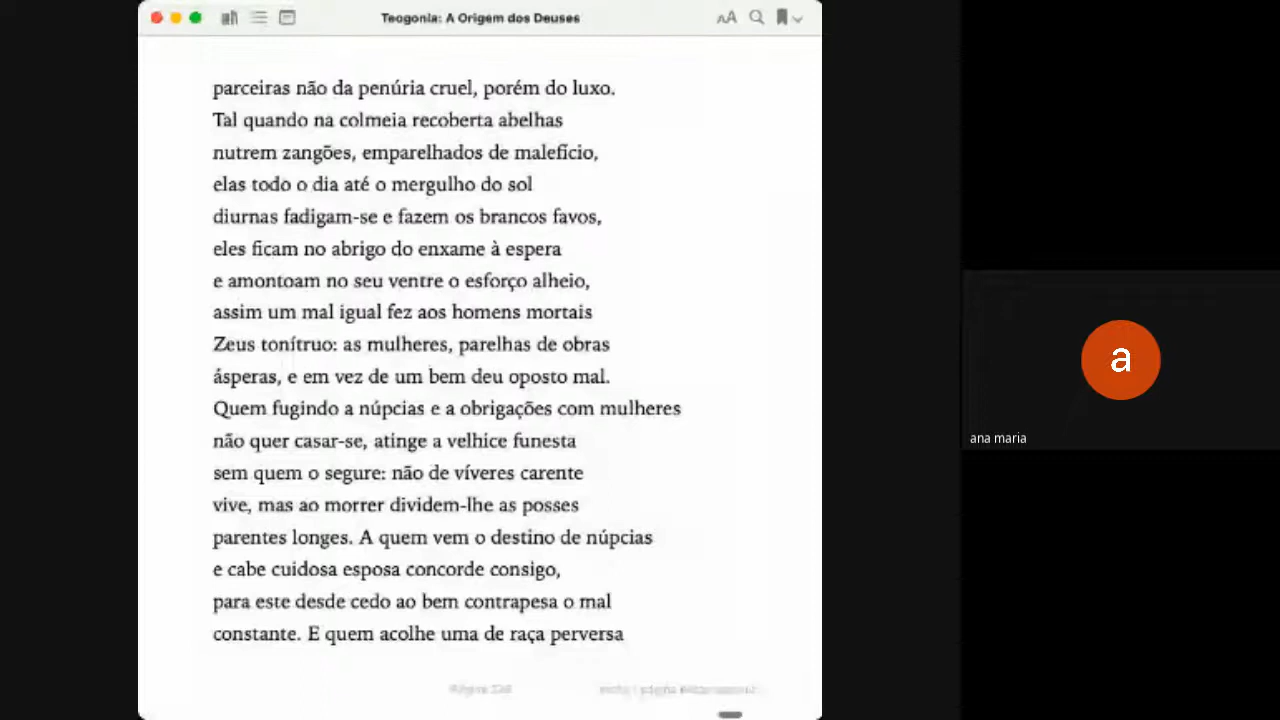 Teogonia: A Origem dos Deuses
AA
parceiras não da penúria cruel, porém do luxo.
Tal quando na colmeia recoberta abelhas
nutrem zangões, emparelhados de malefício,
elas todo o dia até o mergulho do sol
diurnas fadigam-se e fazem os brancos favos,
eles ficam no abrigo do enxame à espera
e amontoam no seu ventre o esforço alheio,
assim um mal igual fez aos homens mortais
Zeus tonítruo: as mulheres, parelhas de obras
ásperas, e em vez de um bem deu oposto mal.
Quem fugindo a núpcias e a obrigações com mulheres
não quer casar-se, atinge a velhice funesta
sem quem o segure: não de víveres carente
vive, mas ao morrer dividem-lhe as posses
parentes longes. A quem vem o destino de núpcias
e cabe cuidosa esposa concorde consigo,
para este desde cedo ao bem contrapesa o mal
constante. E quem acolhe uma de raça perversa
Página
a
ana maria